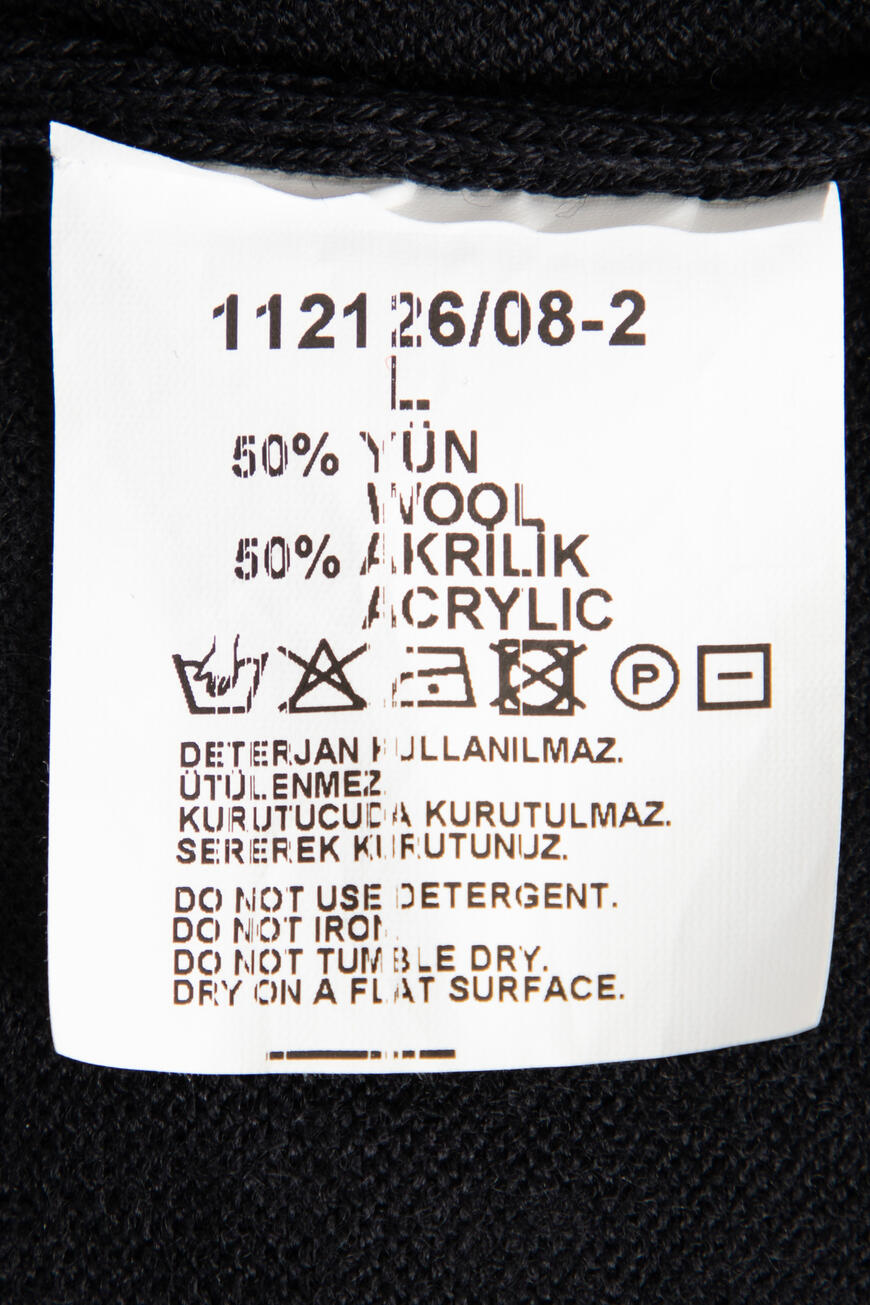 112126/08-2
L
50% YÜN
WOOL
50% AKRİLİK
ACRYLIC
P
DETERJAN KULLANILMAZ.
ÜTÜLENMEZ.
KURUTUCUDA KURUTULMAZ.
SEREREK KURUTUNUZ.
DO NOT USE DETERGENT.
DO NOT IRON.
DO NOT TUMBLE DRY.
DRY ON A FLAT SURFACE.